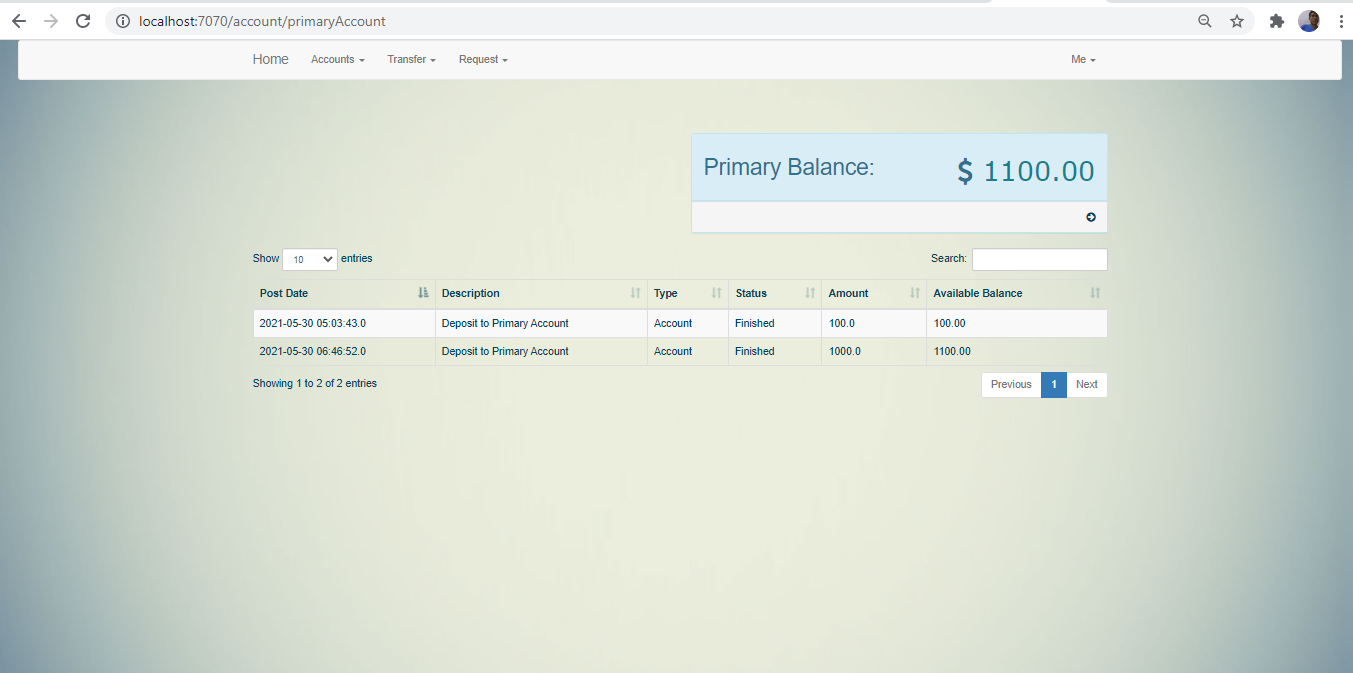 localhost:7070/account/primaryAccount
Home Accounts Transfer Request Me
Primary Balance: $ 1100.00
Show 10 entries Search:
Post Date Description Type Status Amount Available Balance
2021-05-30 05:03:43.0 Deposit to Primary Account Account Finished 100.0 100.00
2021-05-30 06:46:52.0 Deposit to Primary Account Account Finished 1000.0 1100.00
Showing 1 to 2 of 2 entries Previous 1 Next